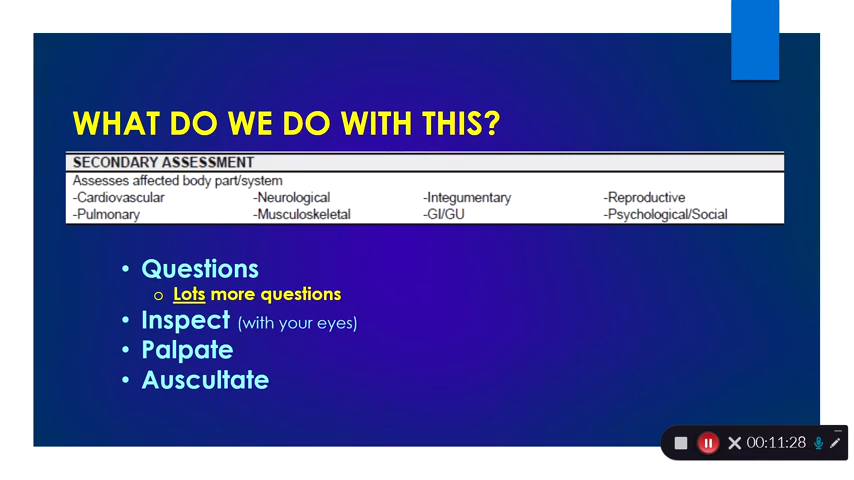 WHAT DO WE DO WITH THIS?
SECONDARY ASSESSMENT
Assesses affected body part/system
-Cardiovascular -Neurological -Integumentary -Reproductive
-Pulmonary -Musculoskeletal -GI/GU -Psychological/Social
• Questions
o Lots more questions
• Inspect (with your eyes)
• Palpate
• Auscultate
00:11:28